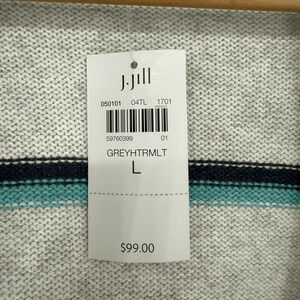 J.Jill
050101 04TL 1701
59760399 01
GREYHTRMLT
L
$99.00